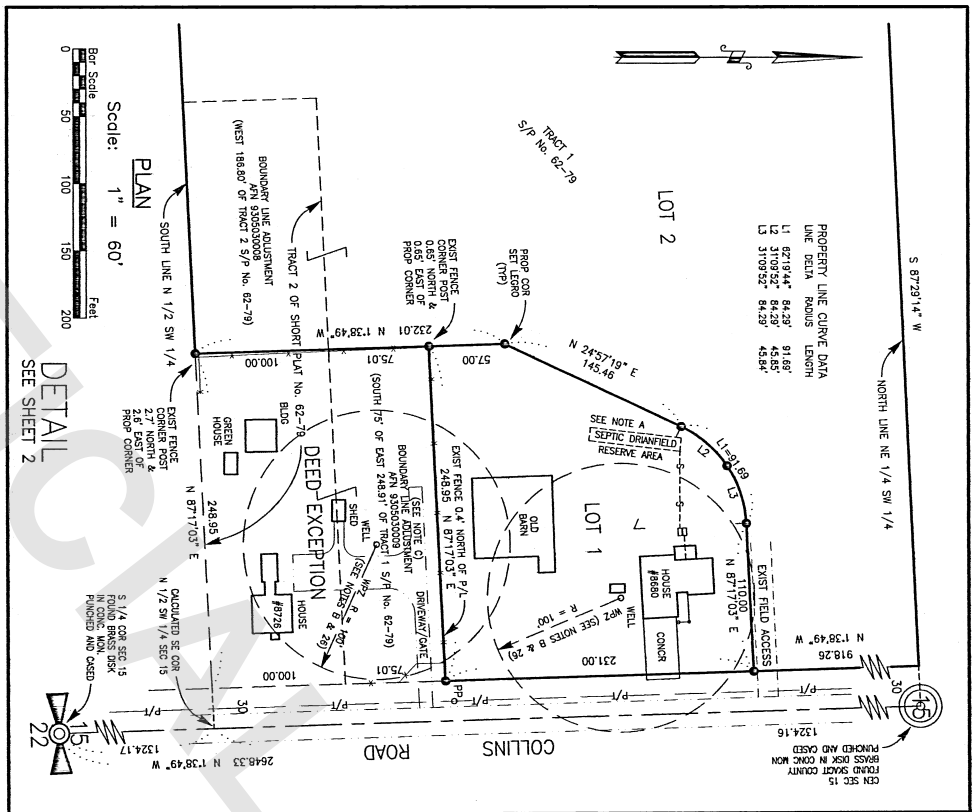 S 87°29'14" W
NORTH LINE NE 1/4 SW 1/4
CEN SEC 15
FOUND SKAGIT COUNTY
BRASS DISK IN CONC MON
PUNCHED AND CASED
15
30
1324.16
N 1°38'49" W
918.26
PROPERTY LINE CURVE DATA
LINE DELTA RADIUS LENGTH
L1 62°19'44" 84.29' 91.69'
L2 31°09'52" 84.29' 45.85'
L3 31°09'52" 84.29' 45.84'
LOT 2
TRACT 1
S/P No. 62-79
EXIST FIELD ACCESS
110.00
N 87°17'03" E
L1=91.69
L2
L3
N 24°57'19" E
145.46
PROP COR
SET LEGRO
(TYP)
SEE NOTE A
SEPTIC DRIANFIELD
RESERVE AREA
S
S
LOT 1
HOUSE
#8680
CONCR
WELL
WPZ (SEE NOTES B & 26)
R = 100'
OLD
BARN
231.00
57.00
EXIST FENCE 0.4' NORTH OF P/L
248.95 N 87°17'03" E
PP
P/T
P/T
P/T
P/T
P/T
COLLINS
ROAD
EXIST FENCE
CORNER POST
0.65' NORTH &
0.65' EAST OF
PROP CORNER
232.01 N 1°38'49" W
75.01
100.00
DRIVEWAY/GATE
75.01
(SEE NOTE C)
BOUNDARY LINE ADJUSTMENT
AFN 9305030009
(SOUTH 75' OF EAST 248.91' OF TRACT 1 S/P No. 62-79)
WELL
WPZ R = 100'
(SEE NOTES B & 26)
SHED
TRACT 2 OF SHORT PLAT No. 62-79
DEED EXCEPTION
BLDG
GREEN
HOUSE
HOUSE
#8726
100.00
30
BOUNDARY LINE ADJUSTMENT
AFN 9305030008
(WEST 186.80' OF TRACT 2 S/P No. 62-79)
248.95 N 87°17'03" E
SOUTH LINE N 1/2 SW 1/4
EXIST FENCE
CORNER POST
2.7' NORTH &
2.6' EAST OF
PROP CORNER
CALCULATED SE COR
N 1/2 SW 1/4 SEC 15
2648.33 N 1°38'49" W
1324.17
S 1/4 COR SEC 15
FOUND BRASS DISK
IN CONC. MON.
PUNCHED AND CASED
15
22
PLAN
Scale: 1" = 60'
Bar Scale Feet
0 50 100 150 200
DETAIL
SEE SHEET 2